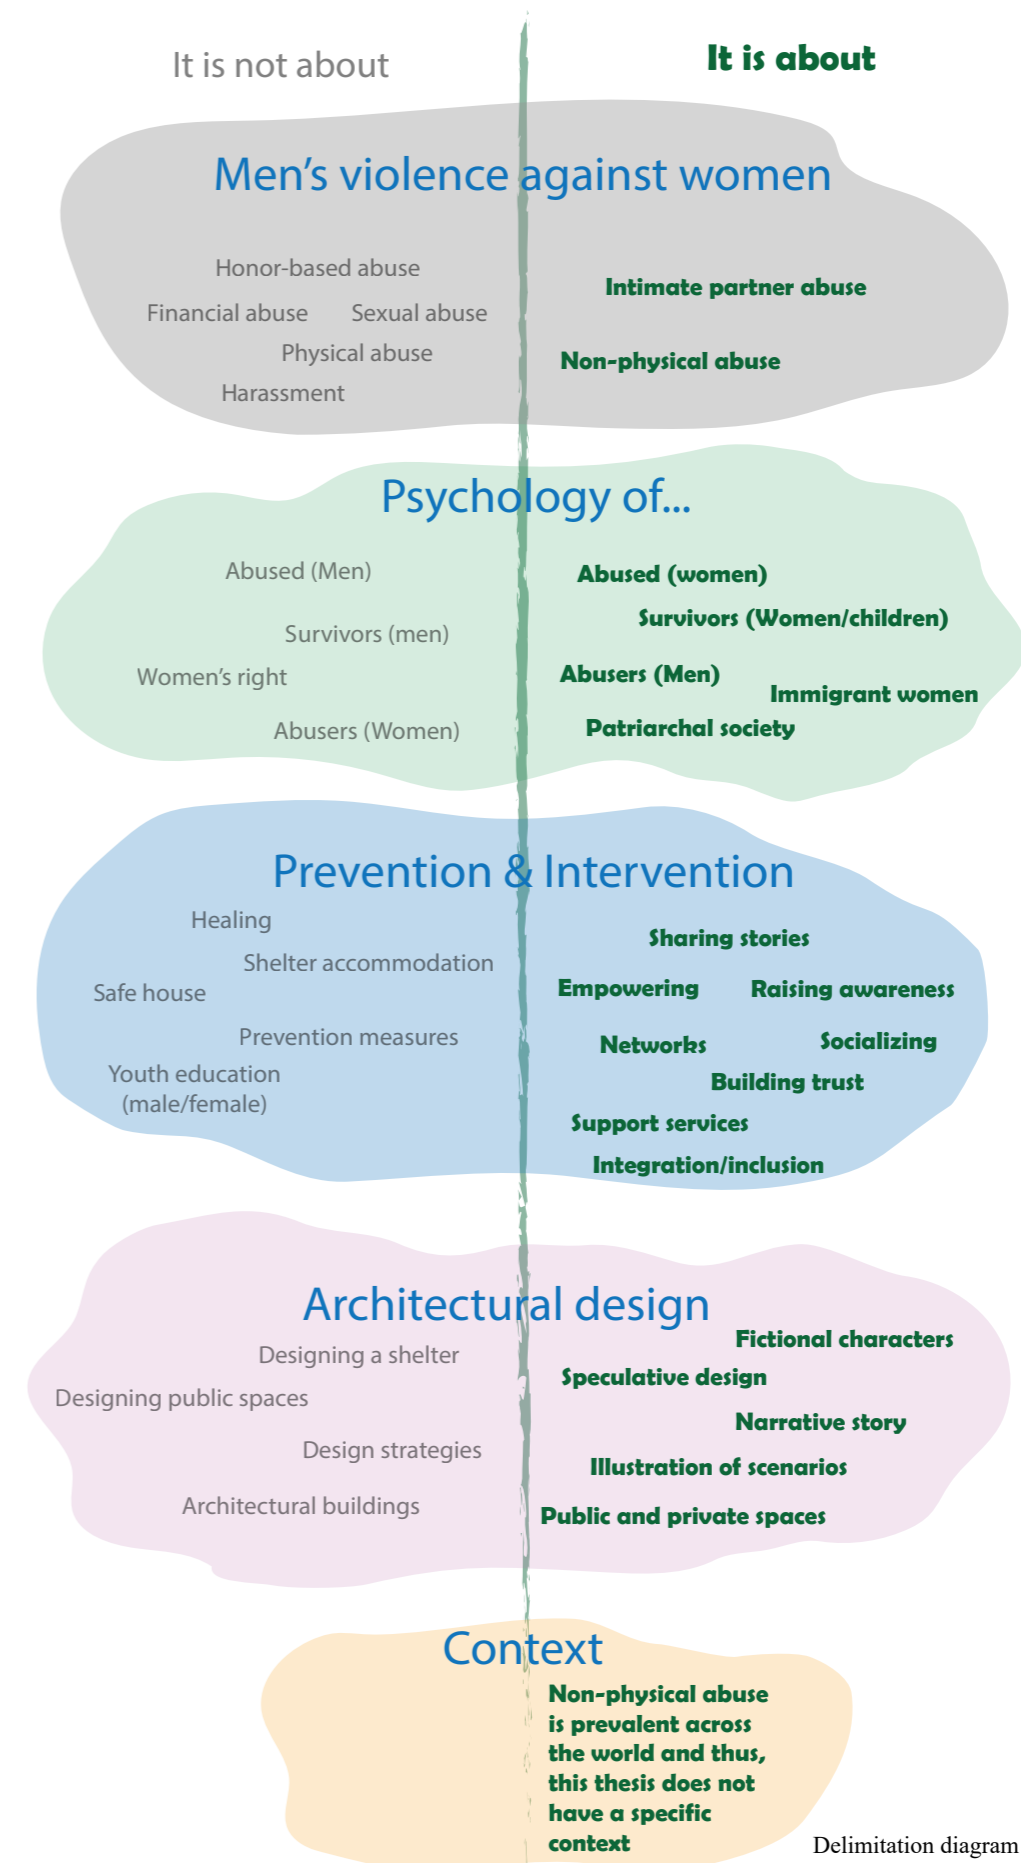 It is not about
It is about
Men's violence against women
Honor-based abuse
Financial abuse
Sexual abuse
Physical abuse
Harassment
Intimate partner abuse
Non-physical abuse
Psychology of...
Abused (Men)
Survivors (men)
Women's right
Abusers (Women)
Abused (women)
Survivors (Women/children)
Abusers (Men)
Immigrant women
Patriarchal society
Prevention & Intervention
Healing
Shelter accommodation
Safe house
Prevention measures
Youth education
(male/female)
Sharing stories
Empowering
Raising awareness
Networks
Socializing
Building trust
Support services
Integration/inclusion
Architectural design
Designing a shelter
Designing public spaces
Design strategies
Architectural buildings
Fictional characters
Speculative design
Narrative story
Illustration of scenarios
Public and private spaces
Context
Non-physical abuse
is prevalent across
the world and thus,
this thesis does not
have a specific
context
Delimitation diagram